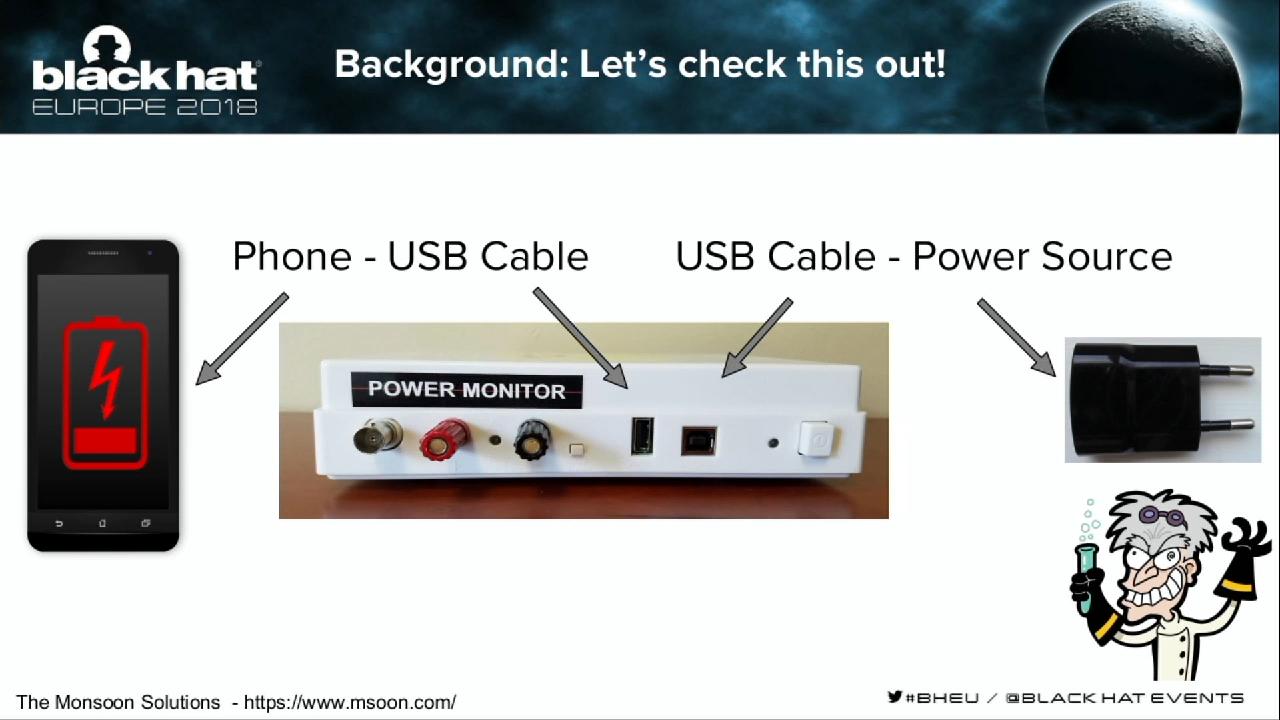 black hat
EUROPE 2018
Background: Let's check this out!
Phone - USB Cable
USB Cable - Power Source
POWER MONITOR
The Monsoon Solutions - https://www.msoon.com/
#BHEU / @BLACK HAT EVENTS